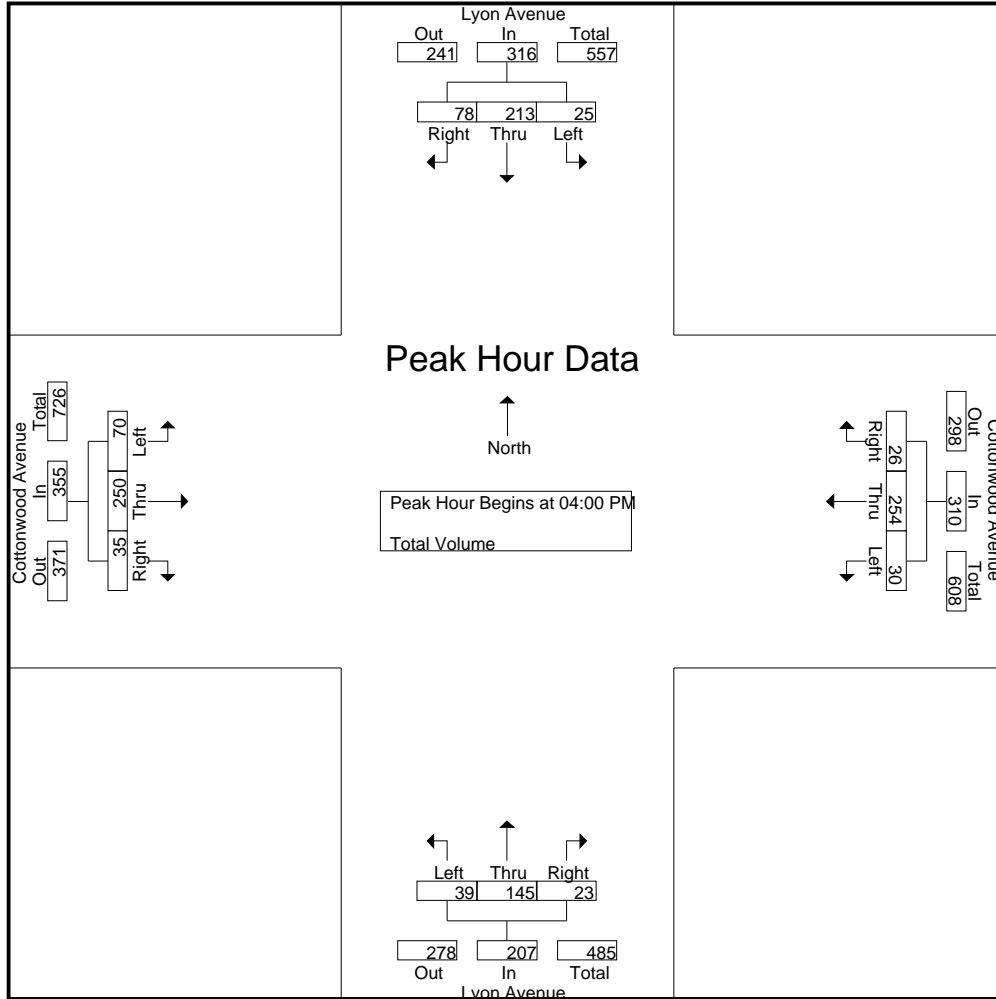 Lyon Avenue
Out In Total
241 316 557
78 213 25
Right Thru Left
Peak Hour Data
North
Peak Hour Begins at 04:00 PM
Total Volume
Cottonwood Avenue
Total In Out
726 355 371
70 250 35
Left Thru Right
Cottonwood Avenue
Out In Total
298 310 608
26 254 30
Right Thru Left
Left Thru Right
39 145 23
278 207 485
Out In Total
Lyon Avenue